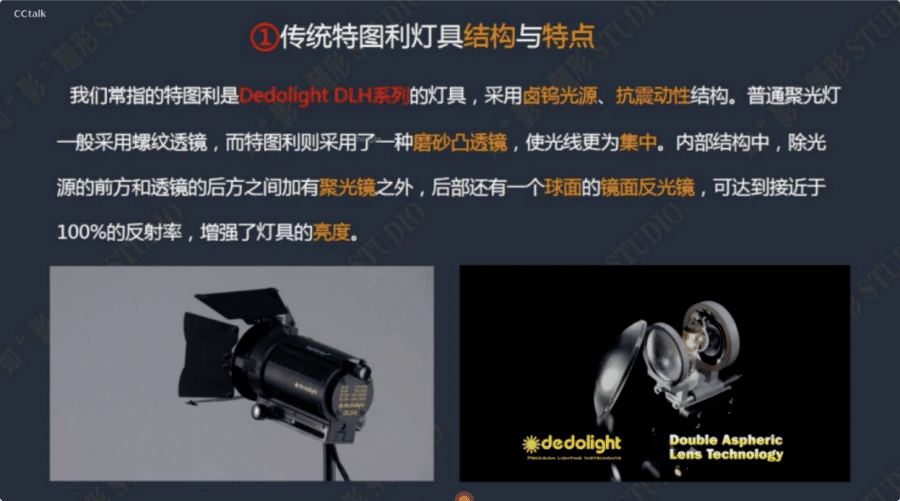 CCtalk
①传统特图利灯具结构与特点
我们常指的特图利是Dedolight DLH系列的灯具，采用卤钨光源、抗震动性结构。普通聚光灯
一般采用螺纹透镜，而特图利则采用了一种磨砂凸透镜，使光线更为集中。内部结构中，除光
源的前方和透镜的后方之间加有聚光镜之外，后部还有一个球面的镜面反光镜，可达到接近于
100%的反射率，增强了灯具的亮度。
dedolight
DLH4
dedolight
PRECISION LIGHTING INSTRUMENTS
Double Aspheric
Lens Technology